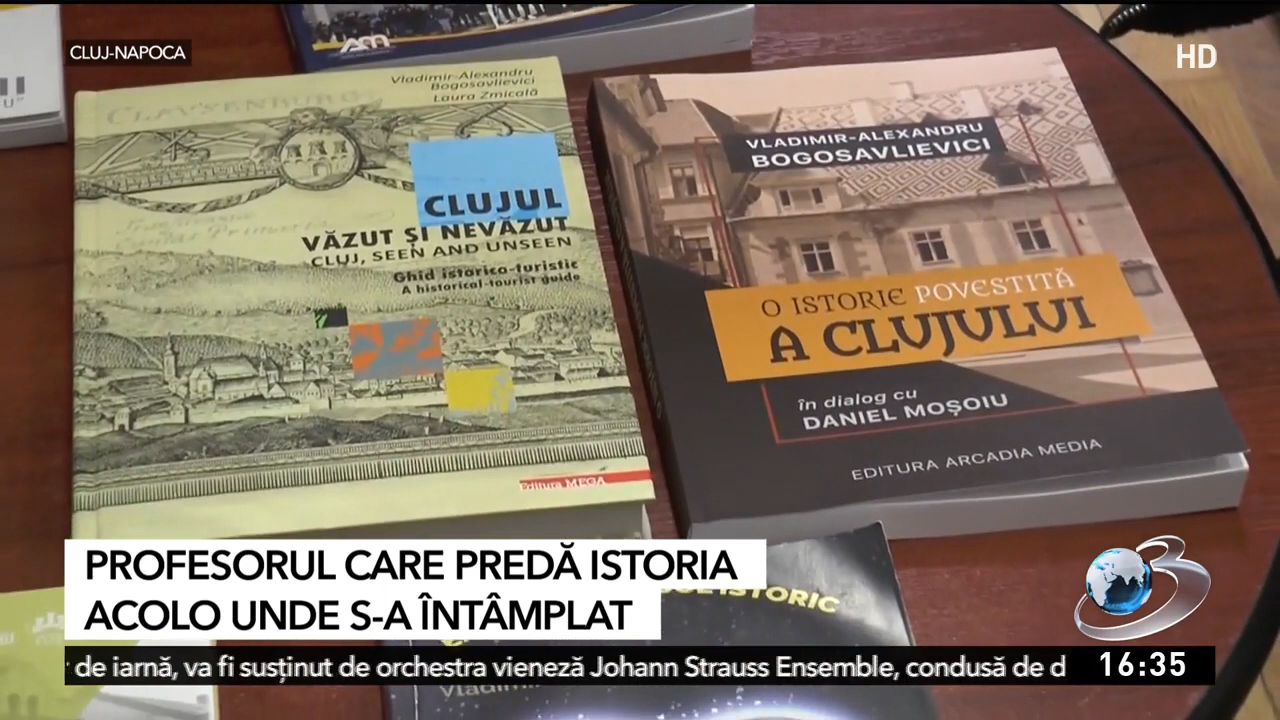 CLUJ-NAPOCA
HD
CLAVSENBURG
Vladimir-Alexandru
Bogosavlievici
Laura Zmicală
CLUJUL
VĂZUT ȘI NEVĂZUT
CLUJ, SEEN AND UNSEEN
Ghid istorico-turistic
A historical-tourist guide
Editura MEGA
VLADIMIR-ALEXANDRU
BOGOSAVLIEVICI
O ISTORIE POVESTITĂ
A CLUJULUI
în dialog cu
DANIEL MOȘOIU
EDITURA ARCADIA MEDIA
ISTORIC
PROFESORUL CARE PREDĂ ISTORIA
ACOLO UNDE S-A ÎNTÂMPLAT
3
de iarnă, va fi susținut de orchestra vieneză Johann Strauss Ensemble, condusă de d
16:35